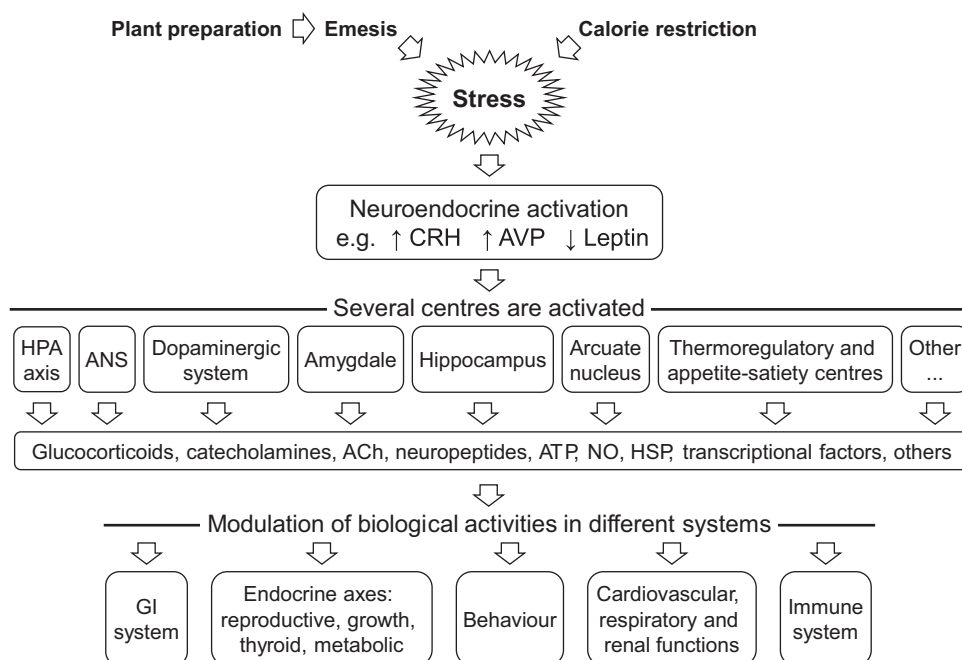 Plant preparation Emesis Calorie restriction
Stress
Neuroendocrine activation
e.g. ↑ CRH ↑ AVP ↓ Leptin
Several centres are activated
HPA
axis
ANS
Dopaminergic
system
Amygdale
Hippocampus
Arcuate
nucleus
Thermoregulatory and
appetite-satiety centres
Other
...
Glucocorticoids, catecholamines, ACh, neuropeptides, ATP, NO, HSP, transcriptional factors, others
Modulation of biological activities in different systems
GI
system
Endocrine axes:
reproductive, growth,
thyroid, metabolic
Behaviour
Cardiovascular,
respiratory and
renal functions
Immune
system